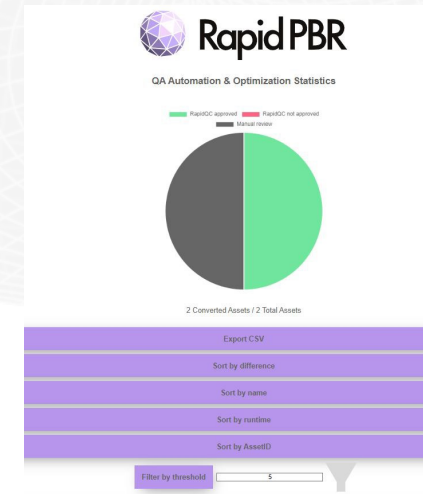 Rapid PBR
QA Automation & Optimization Statistics
RapidQC approved RapidQC not approved
Manual review
2 Converted Assets / 2 Total Assets
Export CSV
Sort by difference
Sort by name
Sort by runtime
Sort by AssetID
Filter by threshold 5